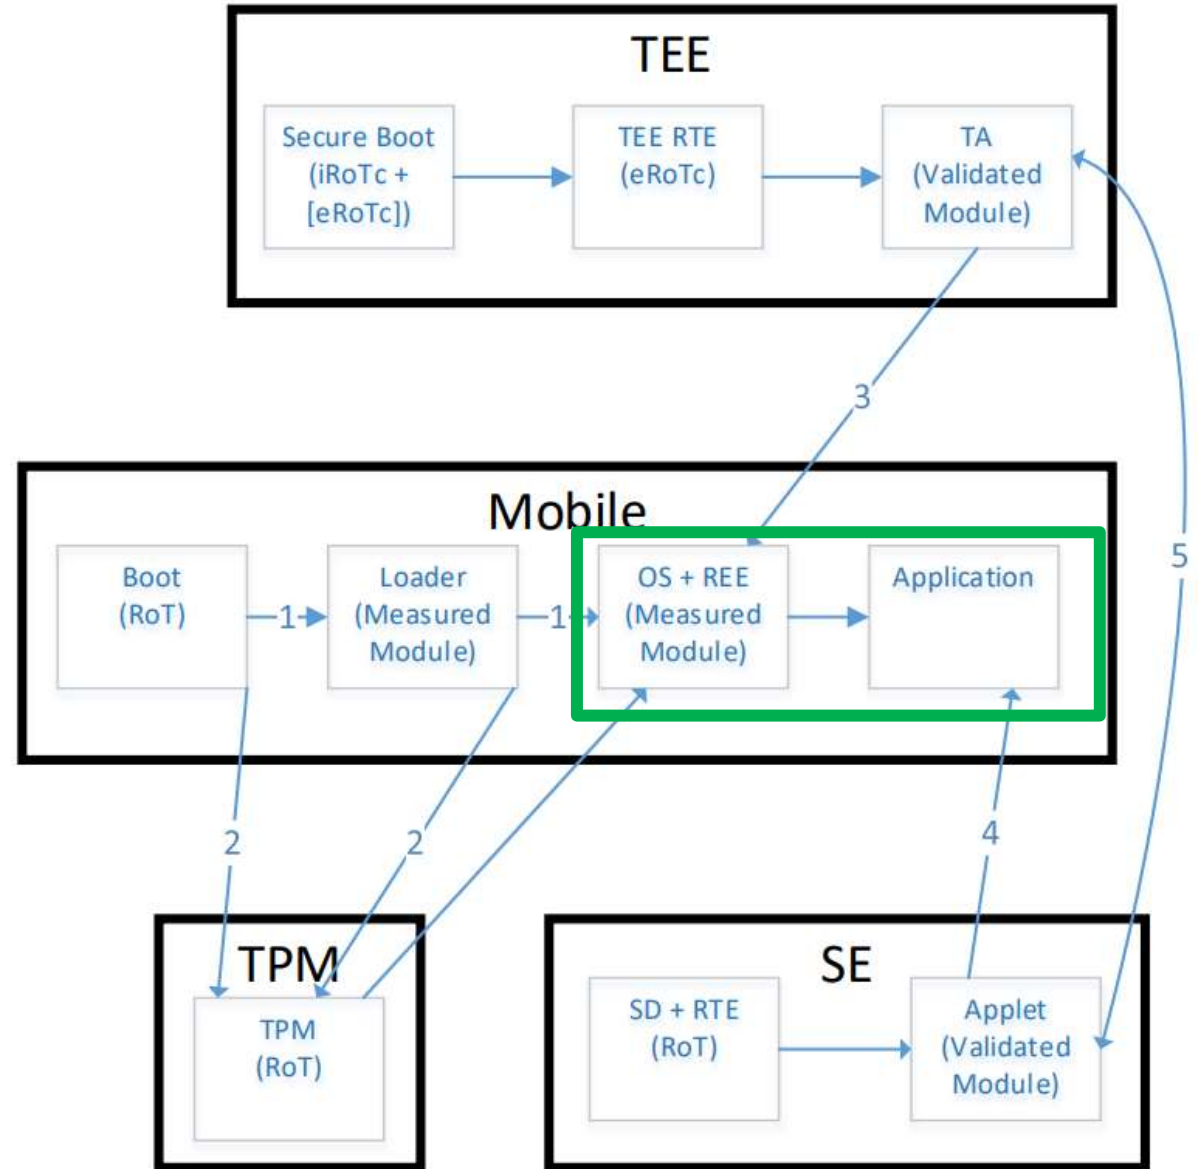 TEE
Secure Boot
(iRoTc +
[eRoTc])
TEE RTE
(eRoTc)
TA
(Validated
Module)
3
5
Mobile
Boot
(RoT)
1
Loader
(Measured
Module)
1
OS + REE
(Measured
Module)
Application
2
2
4
TPM
TPM
(RoT)
SE
SD + RTE
(RoT)
Applet
(Validated
Module)